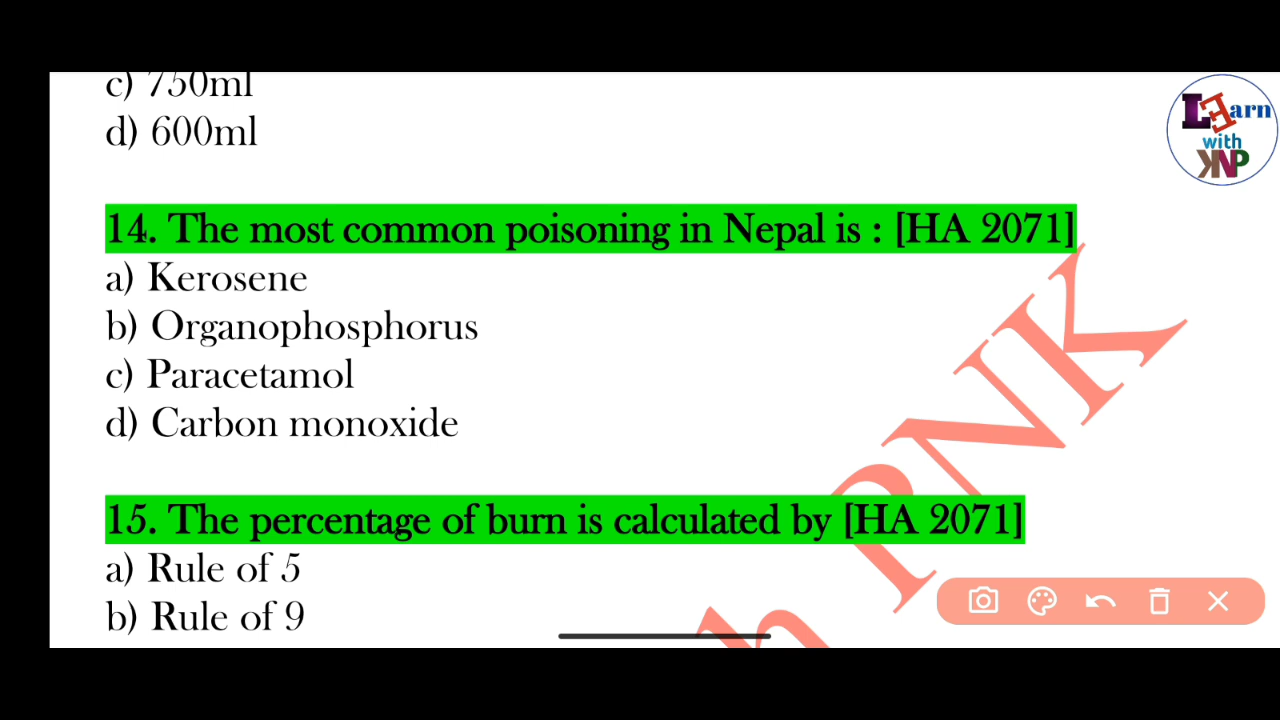 c) 750ml
d) 600ml
LEarn
with
KNP
14. The most common poisoning in Nepal is : [HA 2071]
a) Kerosene
b) Organophosphorus
c) Paracetamol
d) Carbon monoxide
15. The percentage of burn is calculated by [HA 2071]
a) Rule of 5
b) Rule of 9
h PNK